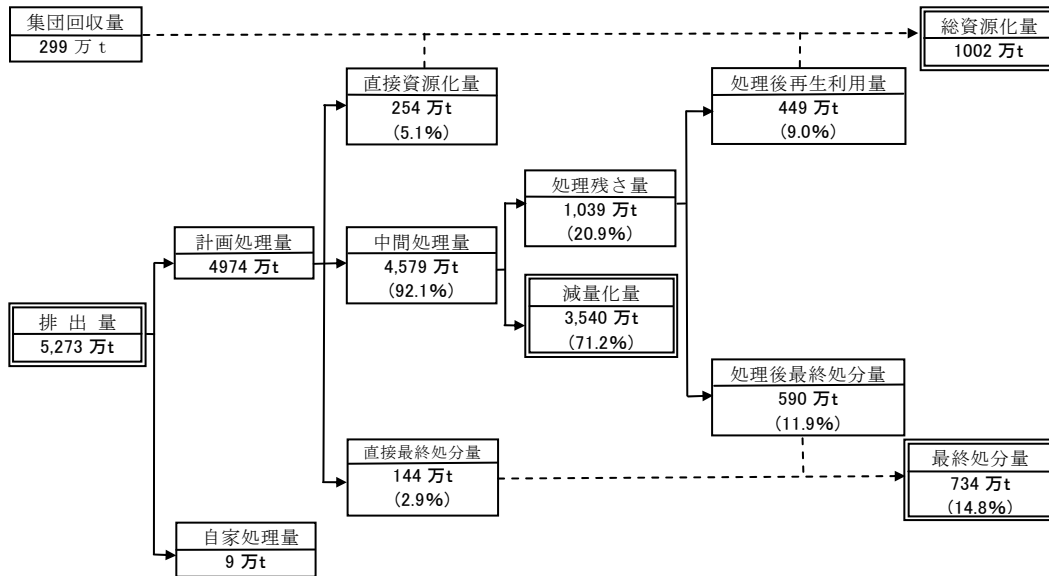 集団回収量
299 万 t
総資源化量
1002 万t
直接資源化量
254 万t
(5.1%)
処理後再生利用量
449 万t
(9.0%)
処理残さ量
1,039 万t
(20.9%)
計画処理量
4974 万t
中間処理量
4,579 万t
(92.1%)
減量化量
3,540 万t
(71.2%)
排 出 量
5,273 万t
処理後最終処分量
590 万t
(11.9%)
直接最終処分量
144 万t
(2.9%)
最終処分量
734 万t
(14.8%)
自家処理量
9 万t